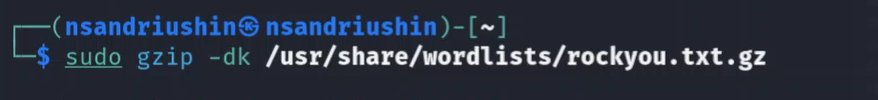 ┌──(nsandriushin㉿nsandriushin)-[~]
└─$ sudo gzip -dk /usr/share/wordlists/rockyou.txt.gz